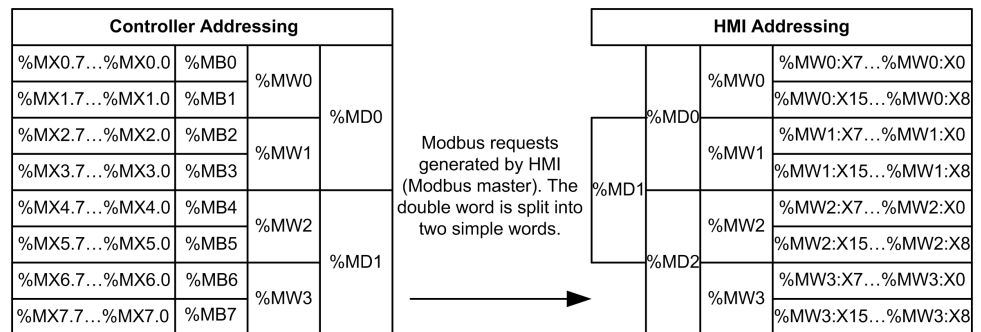 Controller Addressing
%MX0.7…%MX0.0 %MB0 %MW0 %MD0
%MX1.7…%MX1.0 %MB1
%MX2.7…%MX2.0 %MB2 %MW1
%MX3.7…%MX3.0 %MB3
%MX4.7…%MX4.0 %MB4 %MW2 %MD1
%MX5.7…%MX5.0 %MB5
%MX6.7…%MX6.0 %MB6 %MW3
%MX7.7…%MX7.0 %MB7
Modbus requests
generated by HMI
(Modbus master). The
double word is split into
two simple words.
HMI Addressing
%MD0 %MW0 %MW0:X7…%MW0:X0
%MW0:X15…%MW0:X8
%MD1 %MW1 %MW1:X7…%MW1:X0
%MW1:X15…%MW1:X8
%MD2 %MW2 %MW2:X7…%MW2:X0
%MW2:X15…%MW2:X8
%MW3 %MW3:X7…%MW3:X0
%MW3:X15…%MW3:X8